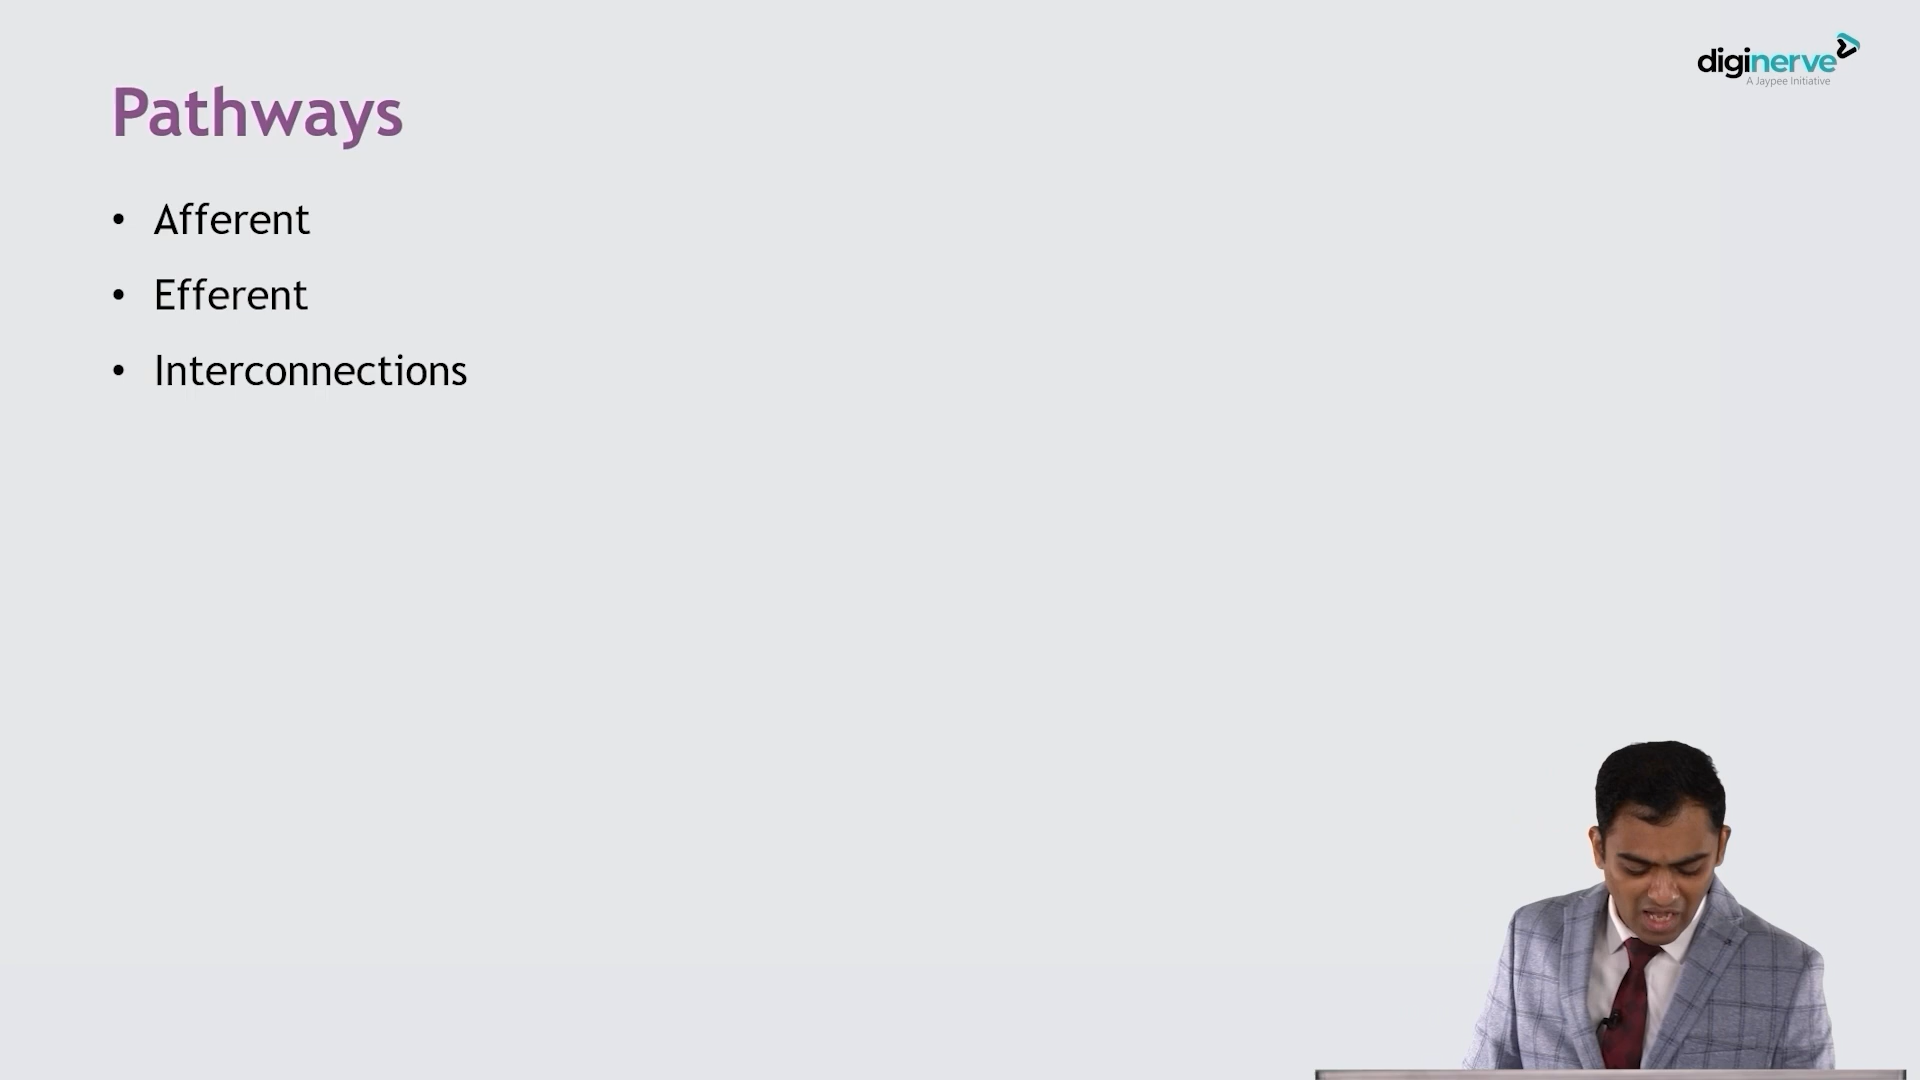 diginerve
A Jaypee Initiative
Pathways
• Afferent
• Efferent
• Interconnections